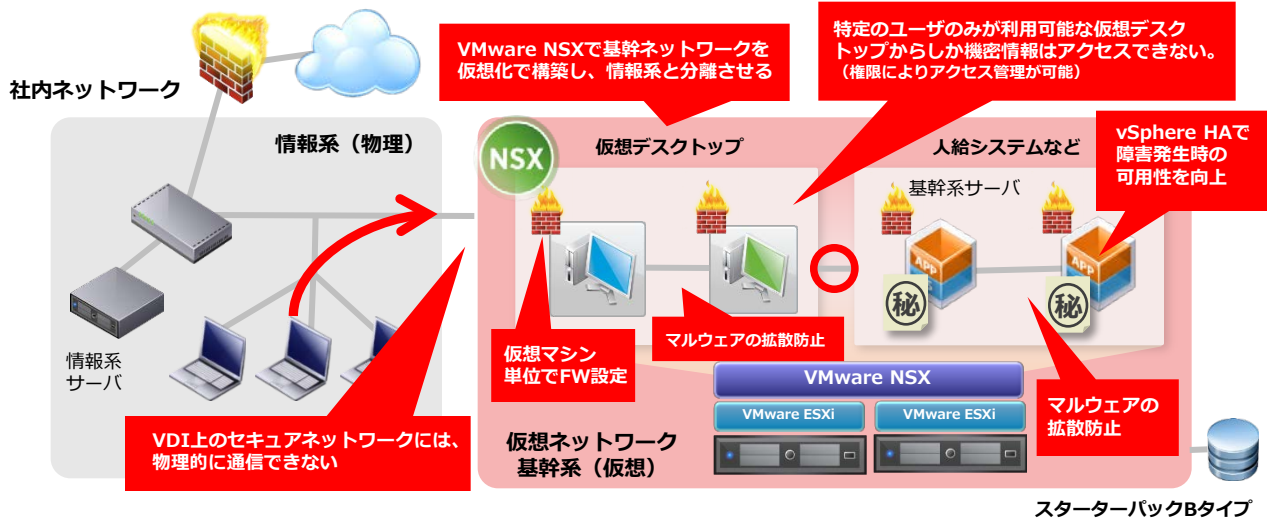 社内ネットワーク
VMware NSXで基幹ネットワークを
仮想化で構築し、情報系と分離させる
特定のユーザのみが利用可能な仮想デスク
トップからしか機密情報はアクセスできない。
（権限によりアクセス管理が可能）
情報系（物理）
NSX
仮想デスクトップ
人給システムなど
vSphere HAで
障害発生時の
可用性を向上
基幹系サーバ
APP
APP
秘
秘
情報系
サーバ
仮想マシン
単位でFW設定
マルウェアの拡散防止
VMware NSX
VMware ESXi
VMware ESXi
マルウェアの
拡散防止
VDI上のセキュアネットワークには、
物理的に通信できない
仮想ネットワーク
基幹系（仮想）
スターターパックBタイプ